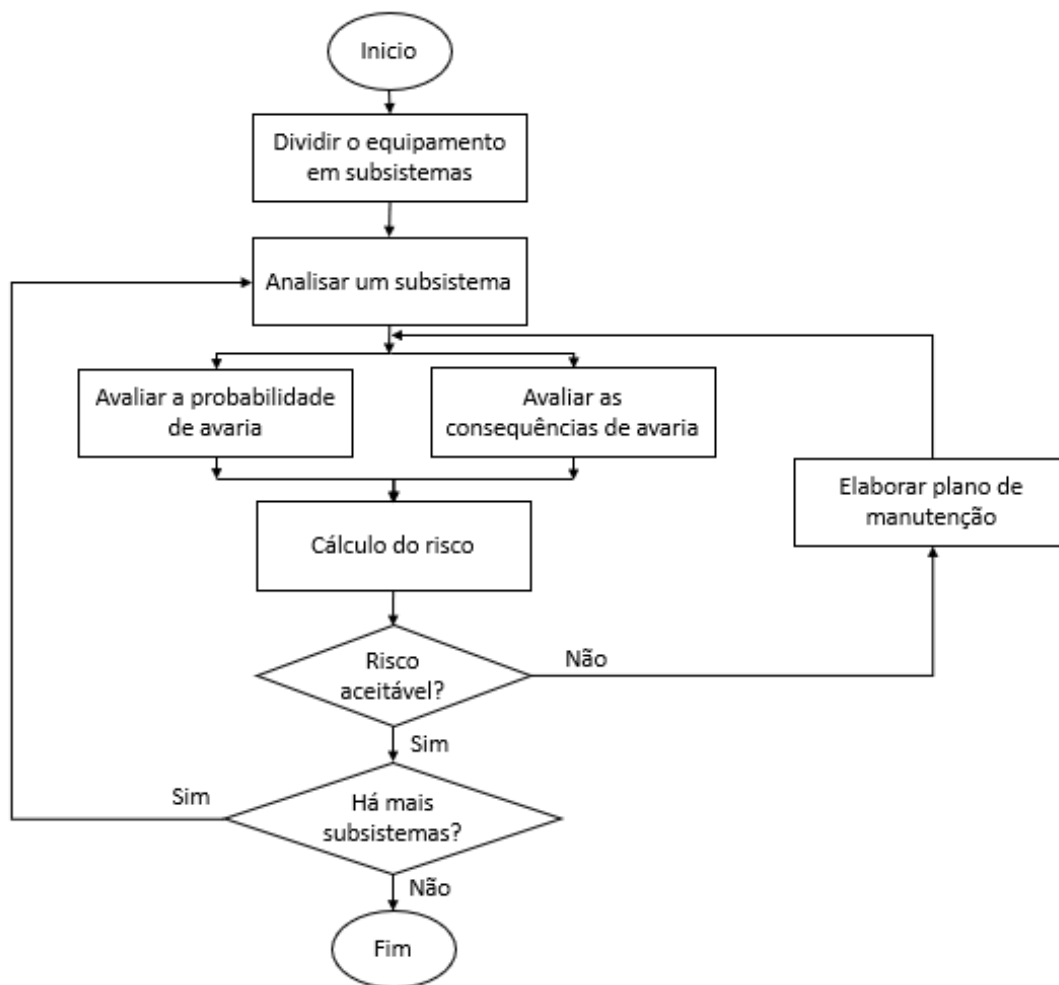 Inicio
Dividir o equipamento
em subsistemas
Analisar um subsistema
Avaliar a probabilidade
de avaria
Avaliar as
consequências de avaria
Elaborar plano de
manutenção
Cálculo do risco
Risco
aceitável?
Não
Sim
Sim
Há mais
subsistemas?
Não
Fim